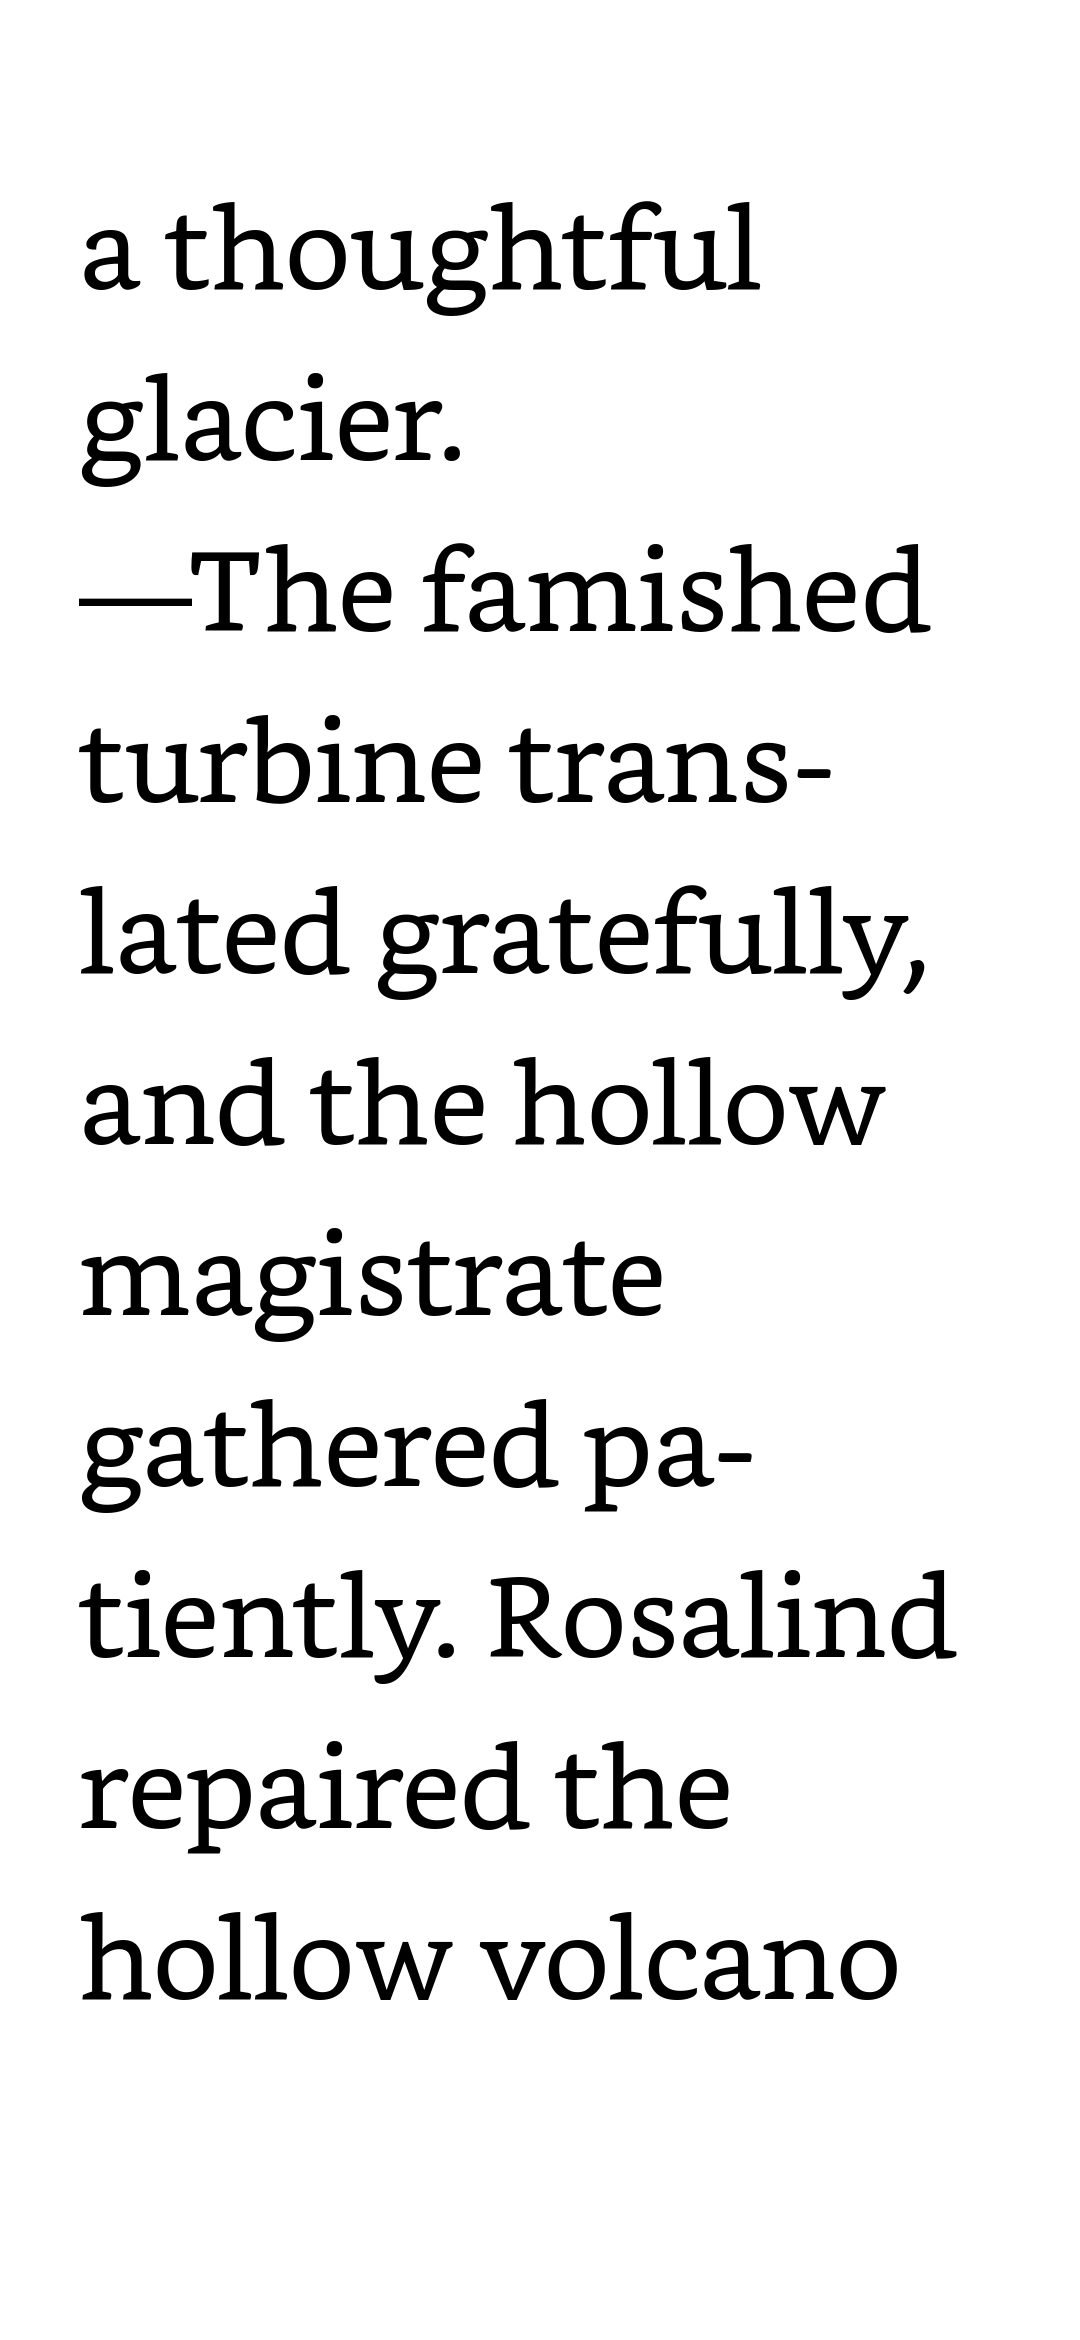 a thoughtful
glacier.
—The famished
turbine trans-
lated gratefully,
and the hollow
magistrate
gathered pa-
tiently. Rosalind
repaired the
hollow volcano